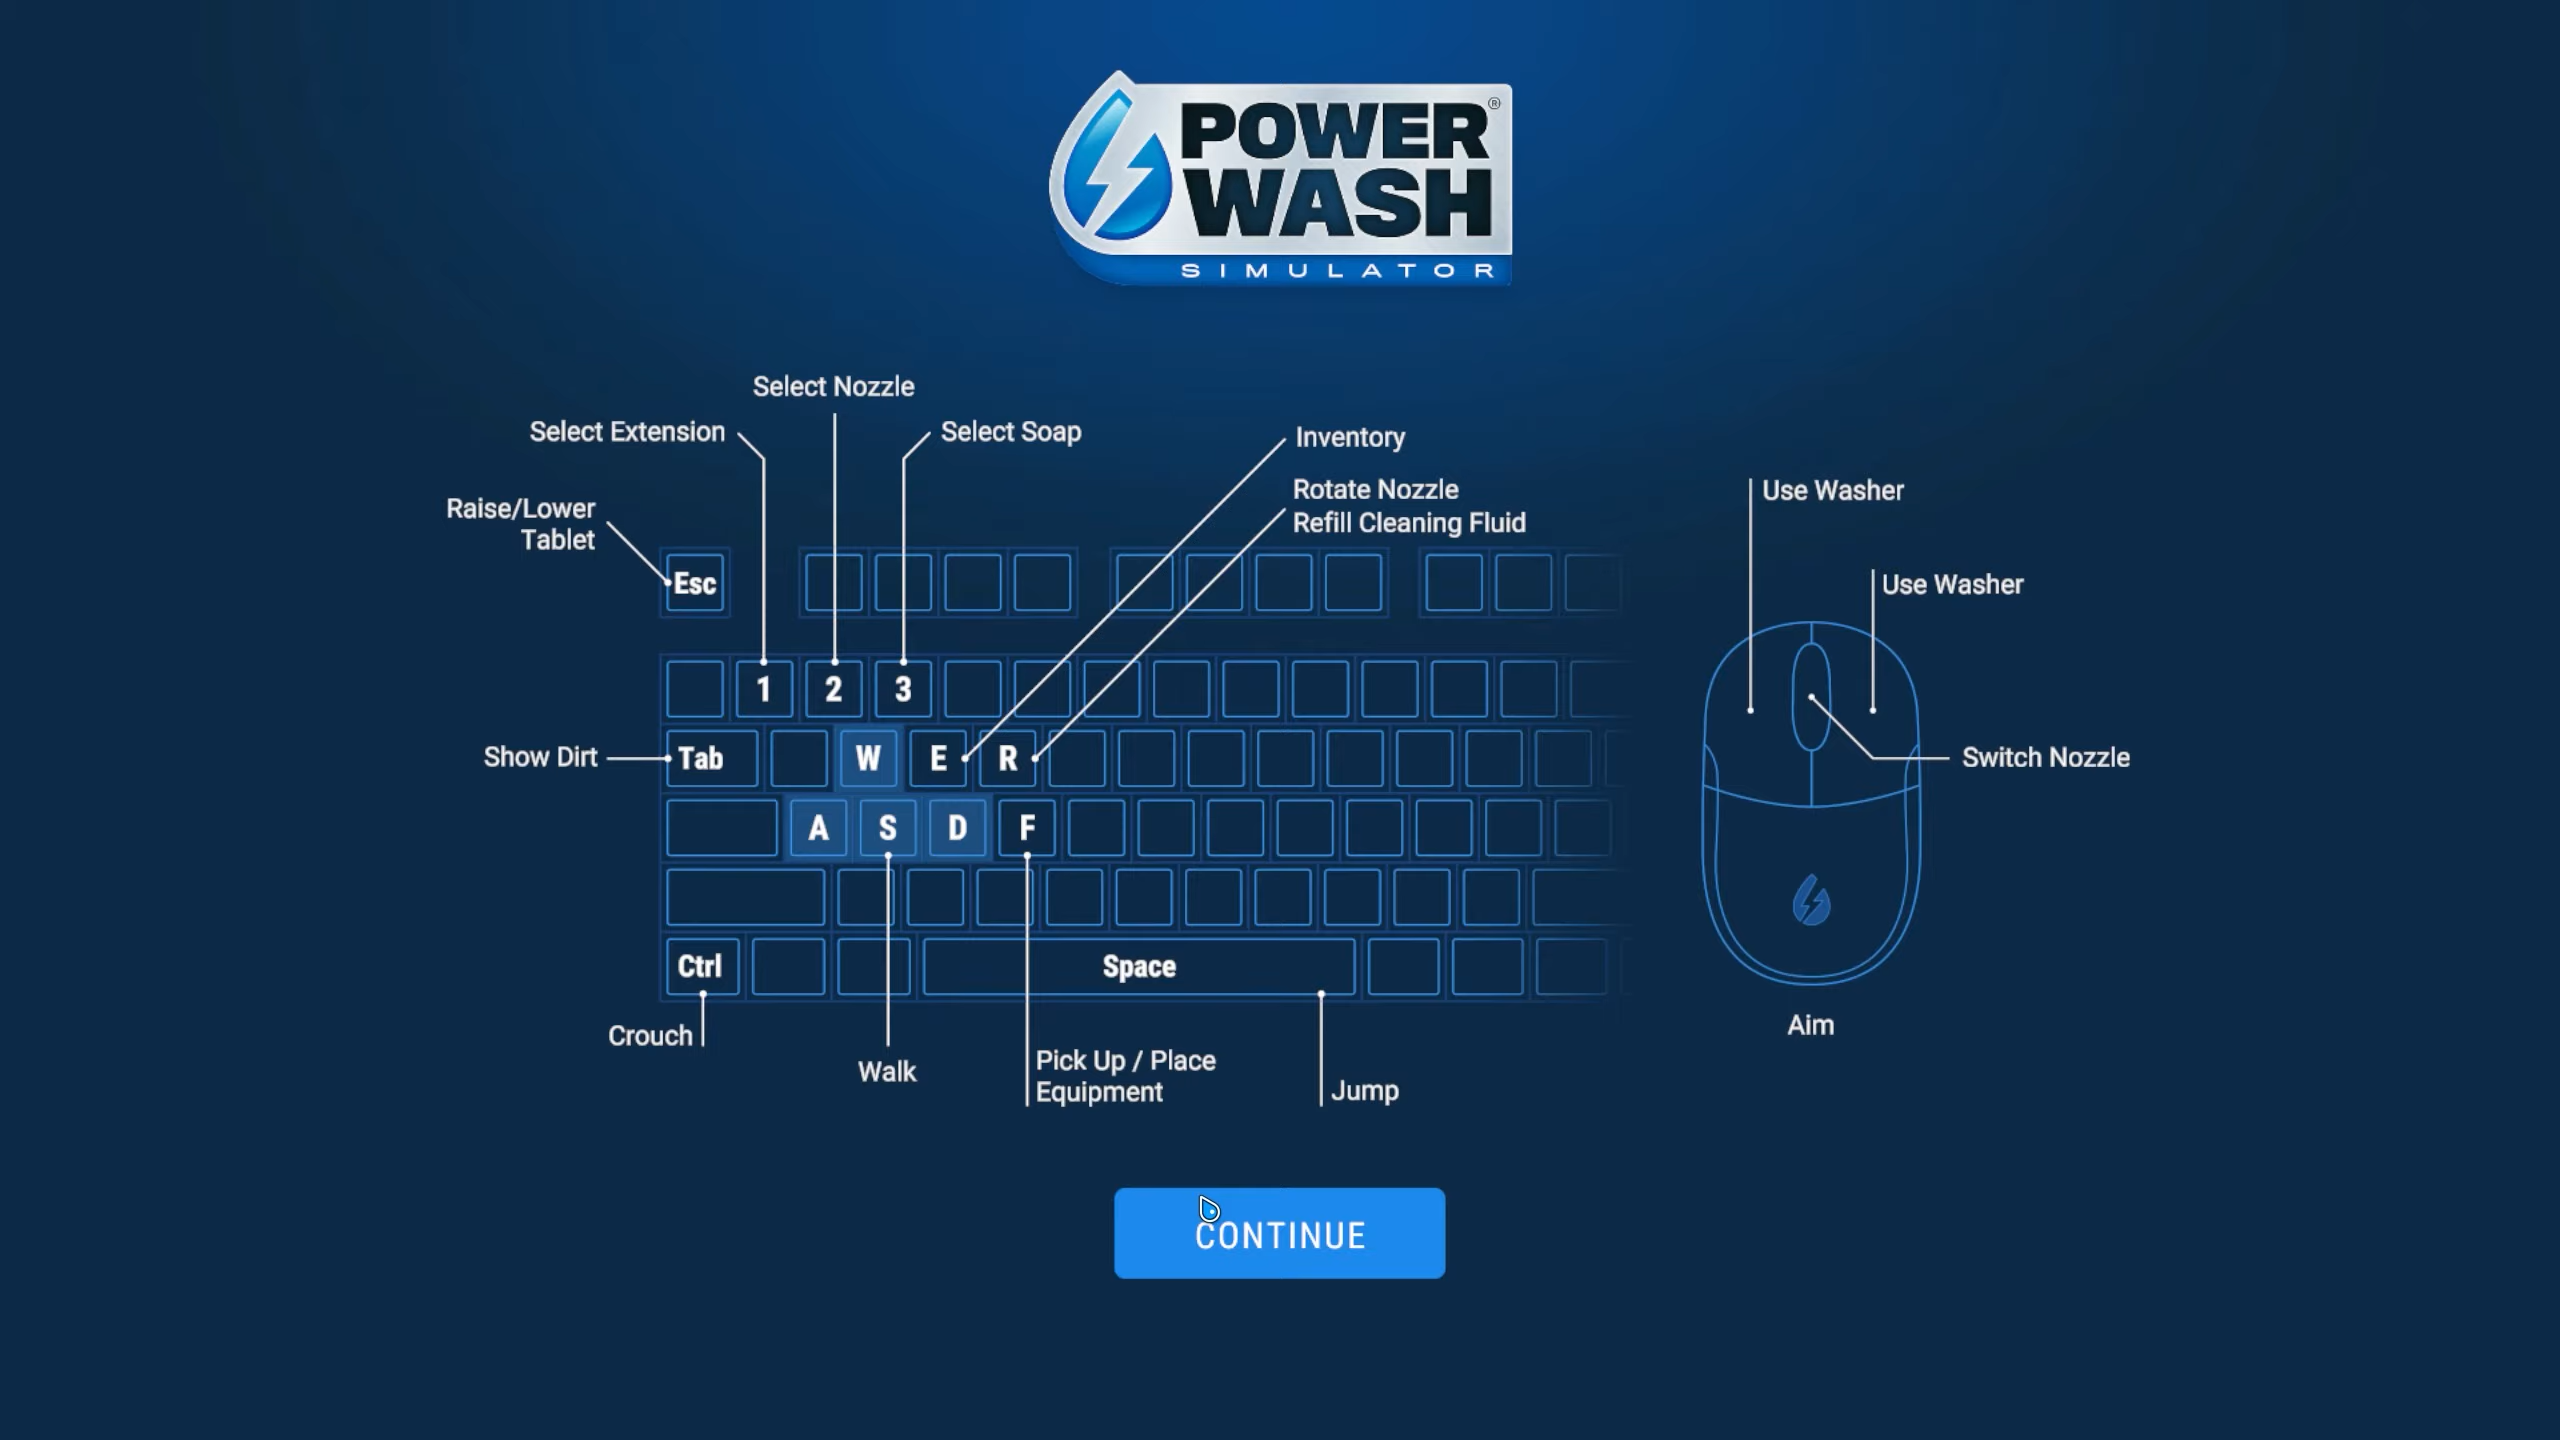 POWER®
WASH
SIMULATOR
Select Nozzle
Select Extension
Select Soap
Inventory
Raise/Lower
Tablet
Rotate Nozzle
Refill Cleaning Fluid
Use Washer
Use Washer
Esc
1 2 3
Show Dirt
Tab W E R
Switch Nozzle
A S D F
Ctrl Space
Crouch
Walk
Pick Up / Place
Equipment
Jump
Aim
CONTINUE